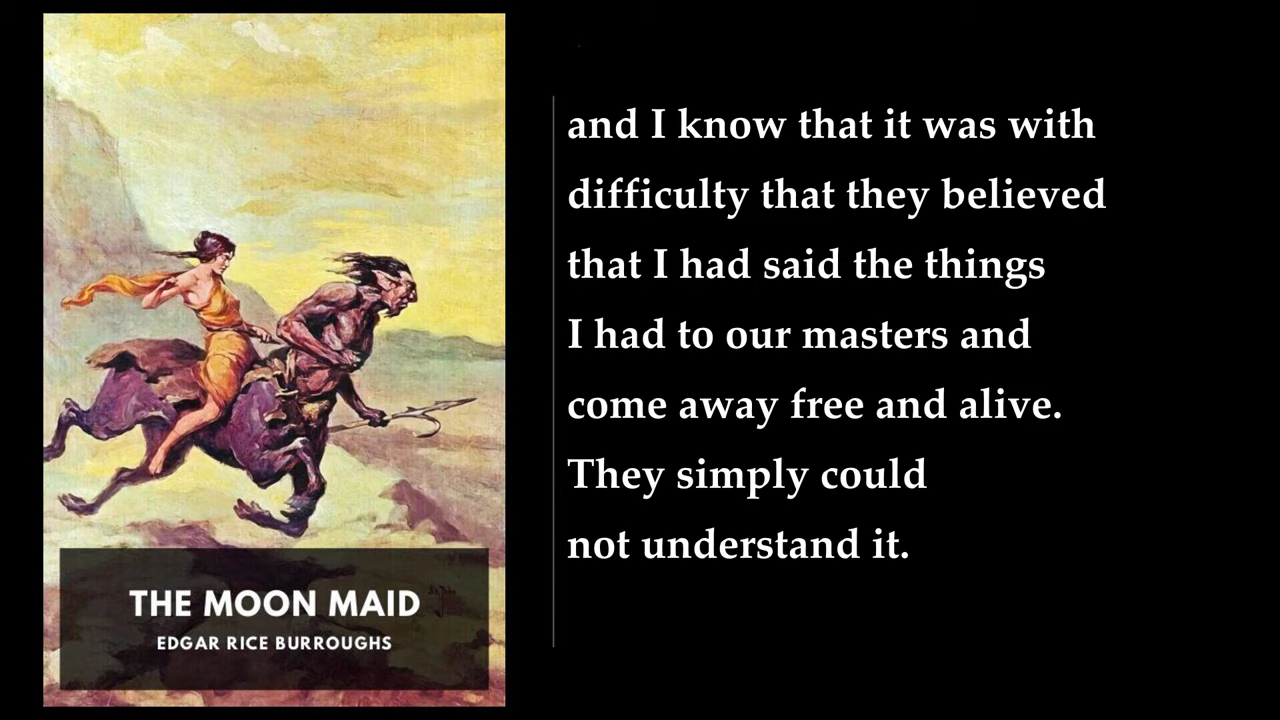 THE MOON MAID
EDGAR RICE BURROUGHS
and I know that it was with
difficulty that they believed
that I had said the things
I had to our masters and
come away free and alive.
They simply could
not understand it.